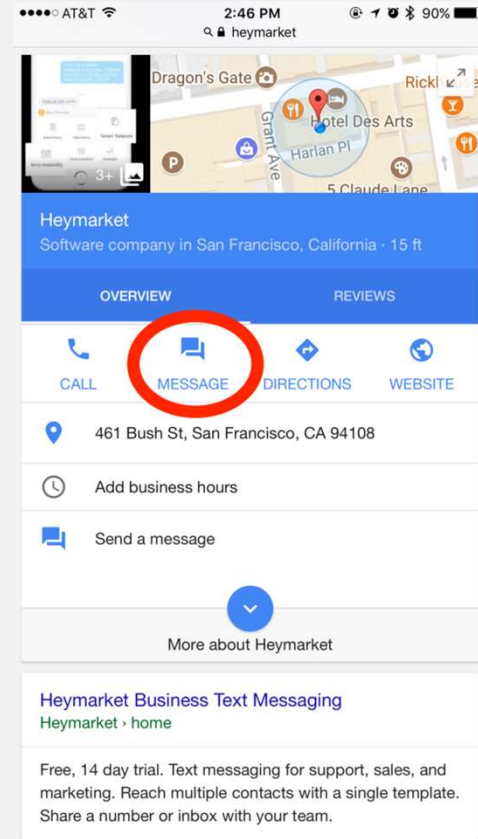 AT&T 2:46 PM 90%
heymarket
Dragon's Gate
Grant Ave
Hotel Des Arts
Harlan Pl
P
5 Claude Lane
3+
Heymarket
Software company in San Francisco, California · 15 ft
OVERVIEW REVIEWS
CALL MESSAGE DIRECTIONS WEBSITE
461 Bush St, San Francisco, CA 94108
Add business hours
Send a message
More about Heymarket
Heymarket Business Text Messaging
Heymarket › home
Free, 14 day trial. Text messaging for support, sales, and
marketing. Reach multiple contacts with a single template.
Share a number or inbox with your team.